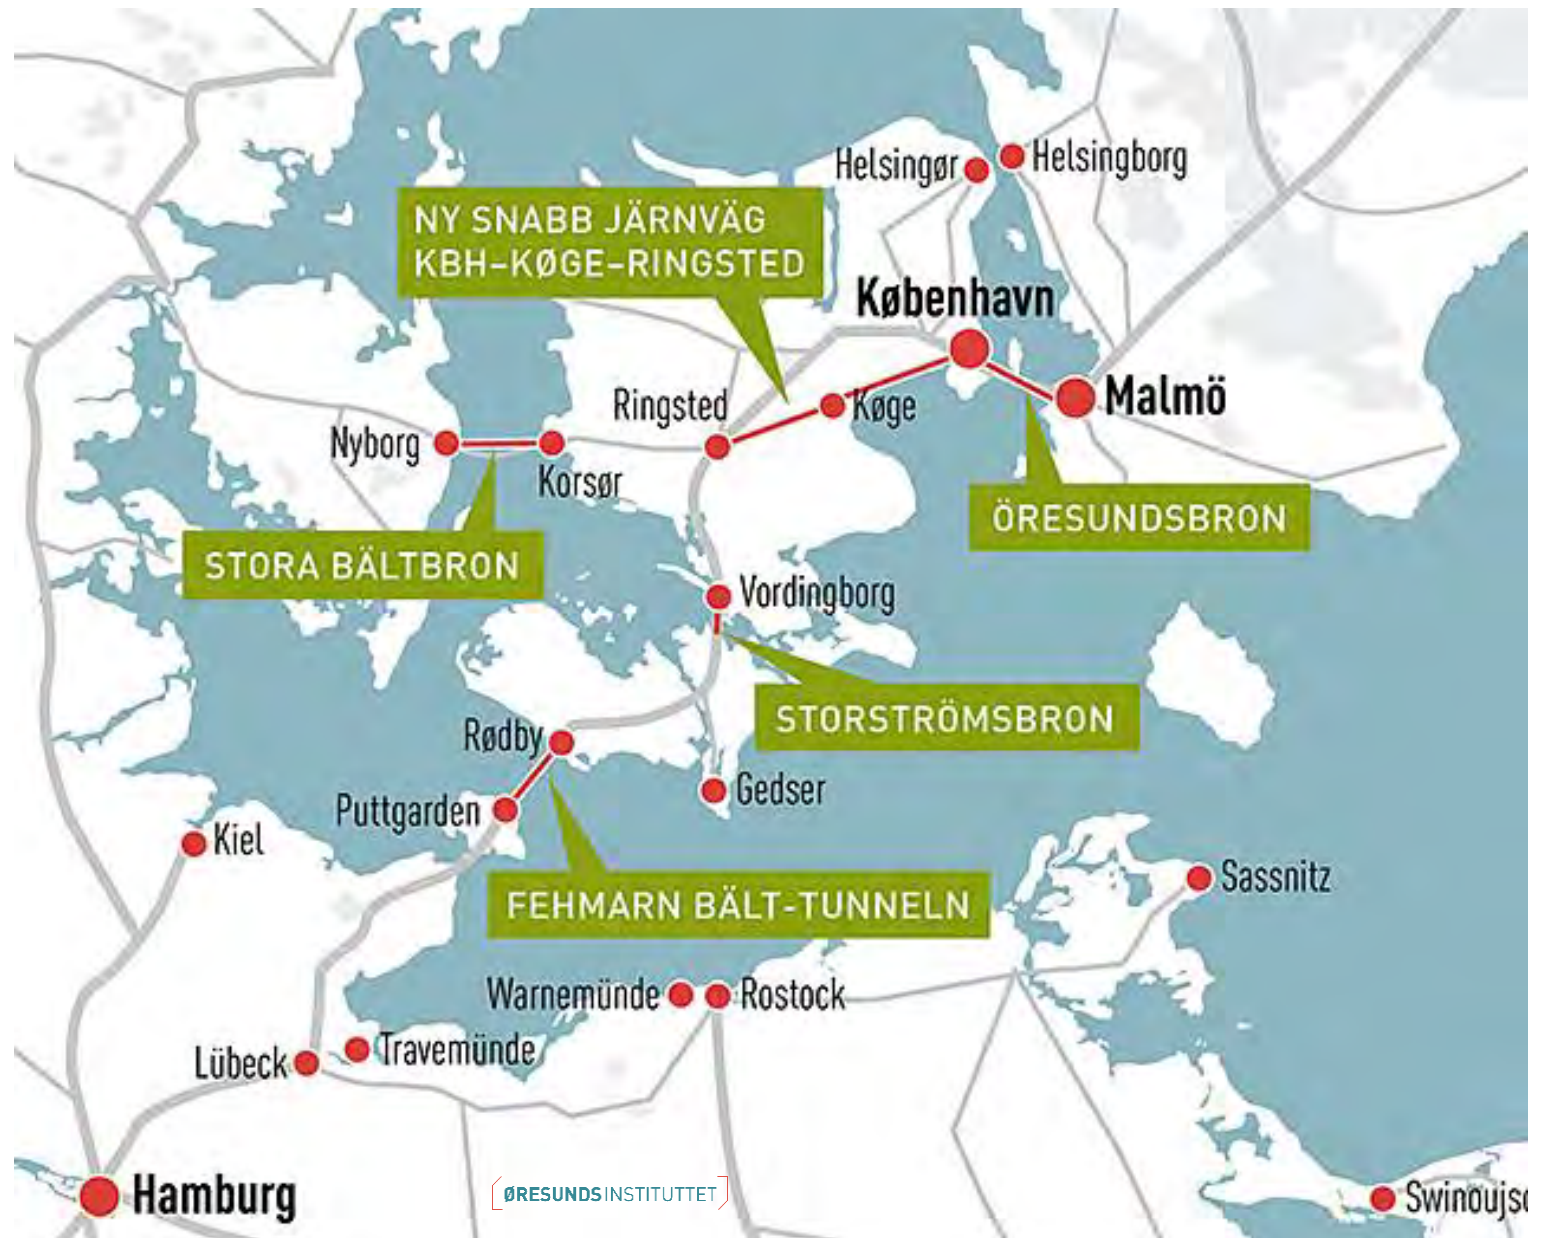 Helsingør
Helsingborg
NY SNABB JÄRNVÄG
KBH-KØGE-RINGSTED
København
Malmö
Ringsted
Køge
Nyborg
Korsør
ÖRESUNDSBRON
STORA BÄLTBRON
Vordingborg
STORSTRÖMSBRON
Rødby
Gedser
Puttgarden
Kiel
Sassnitz
FEHMARN BÄLT-TUNNELN
Warnemünde
Rostock
Lübeck
Travemünde
Hamburg
ØRESUNDSINSTITUTTET